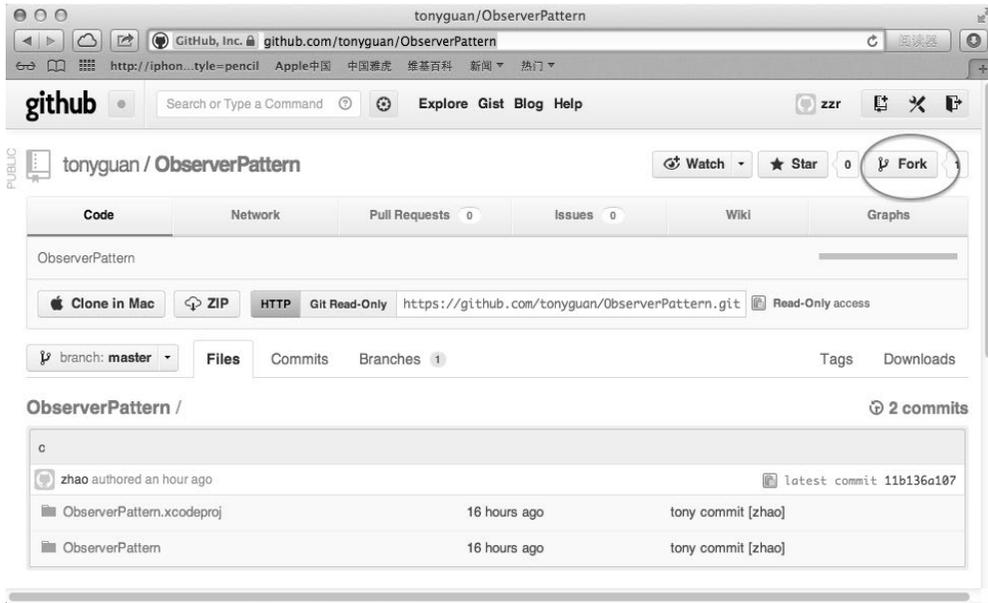 tonyguan/ObserverPattern
GitHub, Inc. github.com/tonyguan/ObserverPattern 阅读器
http://iphon...tyle=pencil Apple中国 中国雅虎 维基百科 新闻 热门
github Search or Type a Command Explore Gist Blog Help zzr
PUBLIC
tonyguan / ObserverPattern Watch Star 0 Fork 1
Code Network Pull Requests 0 Issues 0 Wiki Graphs
ObserverPattern
Clone in Mac ZIP HTTP Git Read-Only https://github.com/tonyguan/ObserverPattern.git Read-Only access
branch: master Files Commits Branches 1 Tags Downloads
ObserverPattern / 2 commits
c
zhao authored an hour ago latest commit 11b136a107
ObserverPattern.xcodeproj 16 hours ago tony commit [zhao]
ObserverPattern 16 hours ago tony commit [zhao]